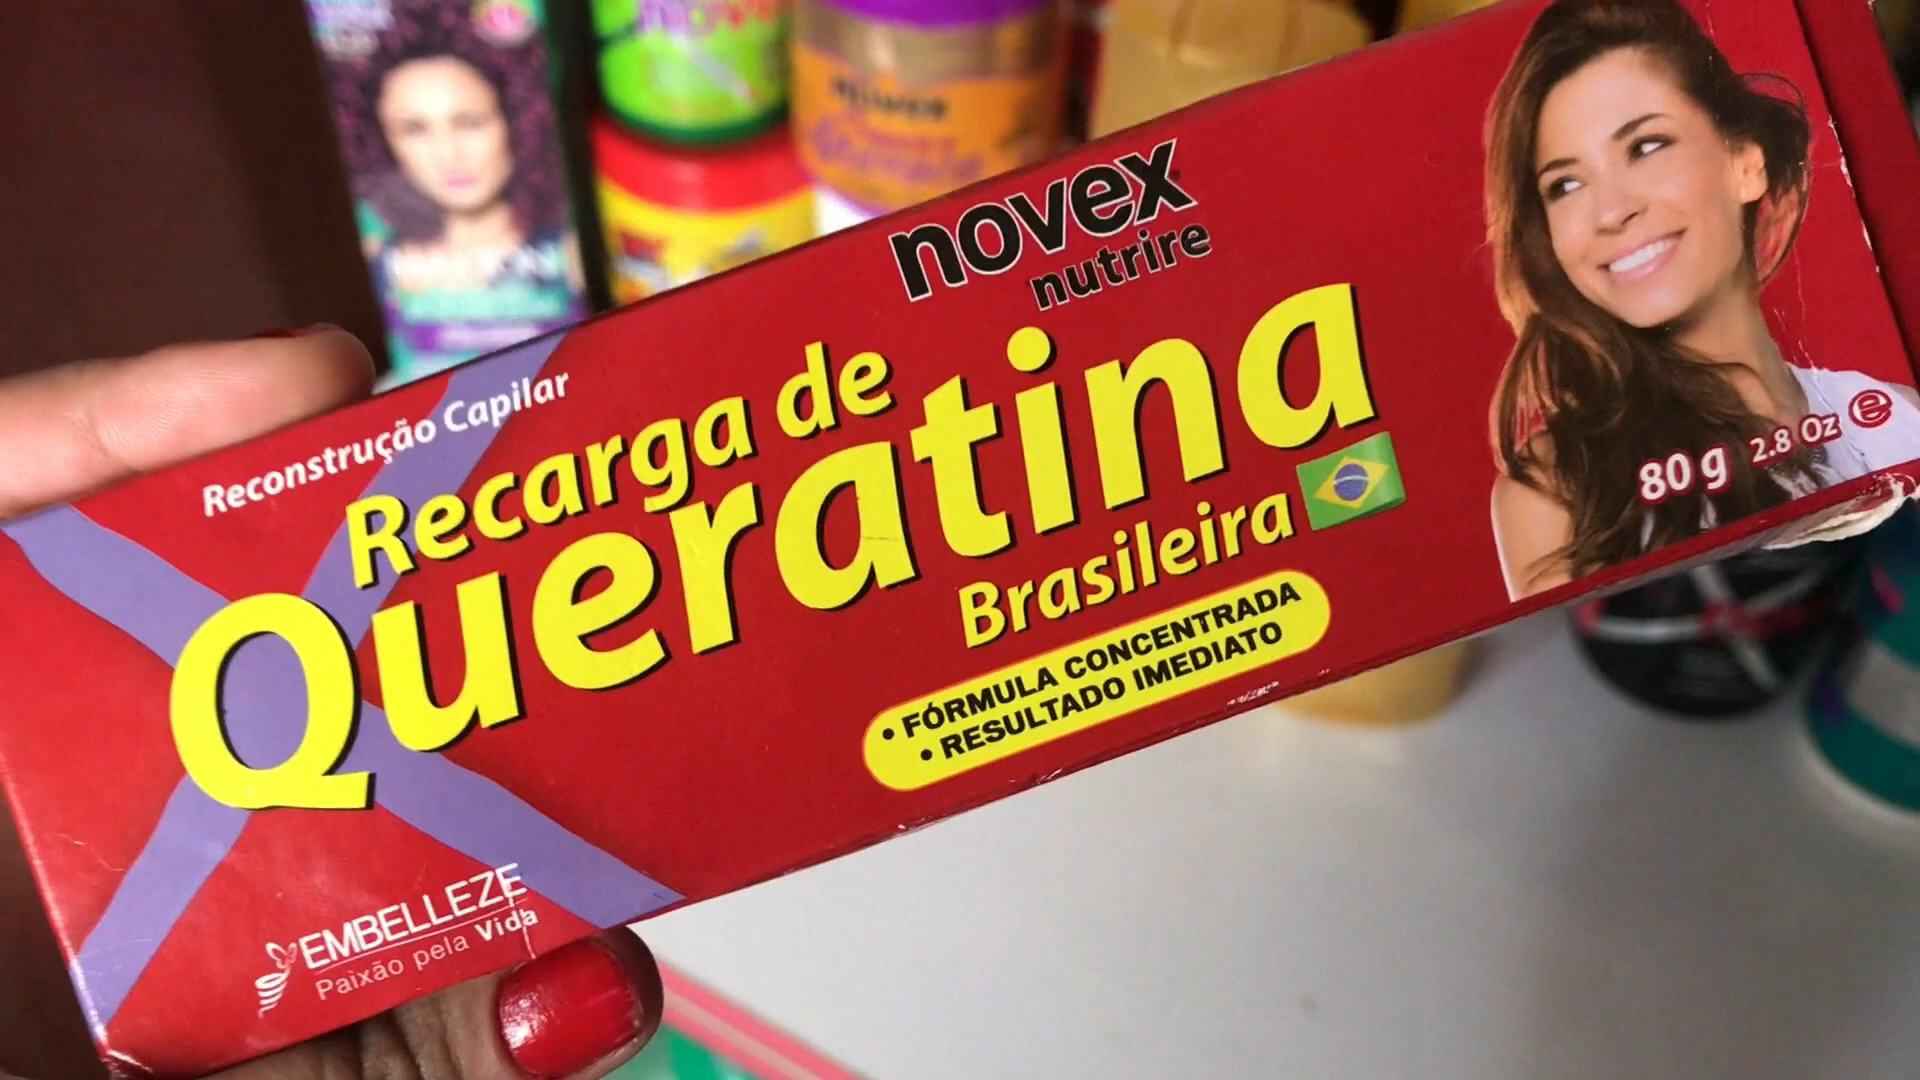 novex
nutrire
Reconstrução Capilar
Recarga de
Queratina
Brasileira
• FÓRMULA CONCENTRADA
• RESULTADO IMEDIATO
80 g 2.8 Oz e
EMBELLEZE
Paixão pela Vida